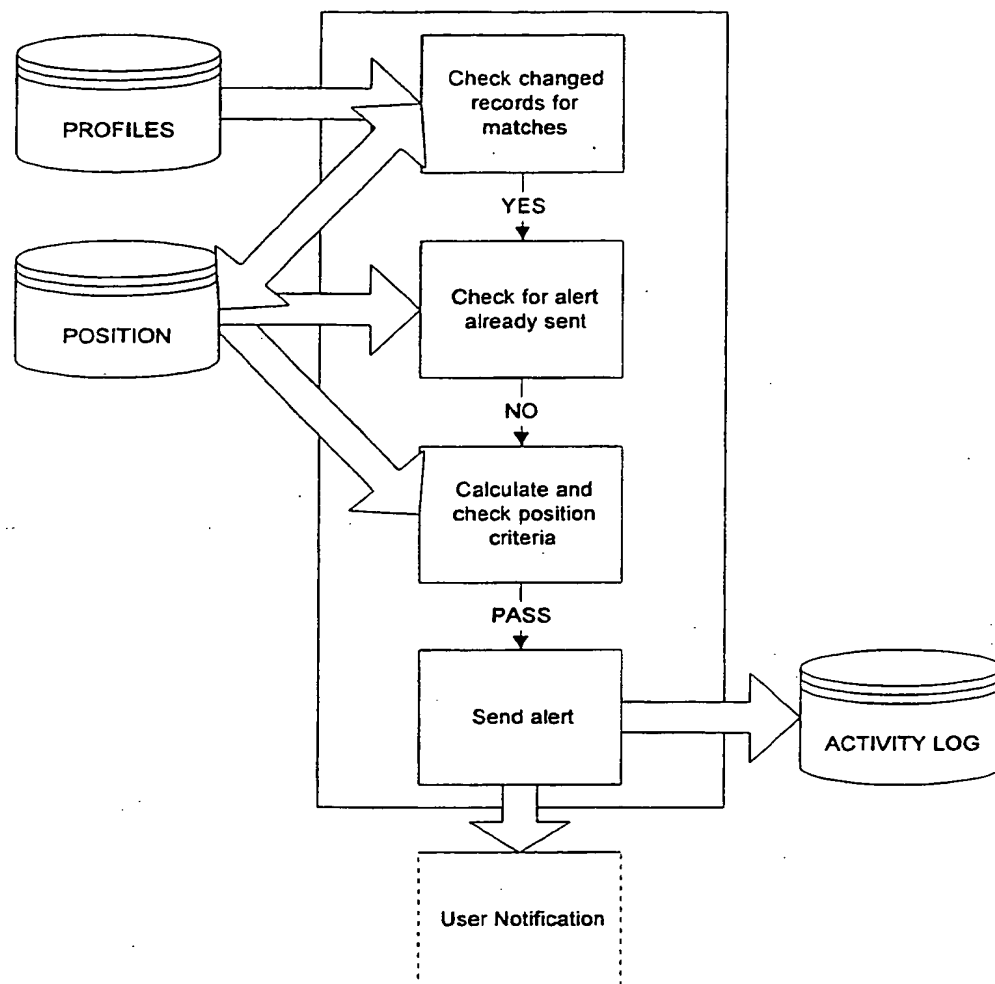 PROFILES
Check changed
records for
matches
YES
POSITION
Check for alert
already sent
NO
Calculate and
check position
criteria
PASS
Send alert
ACTIVITY LOG
User Notification